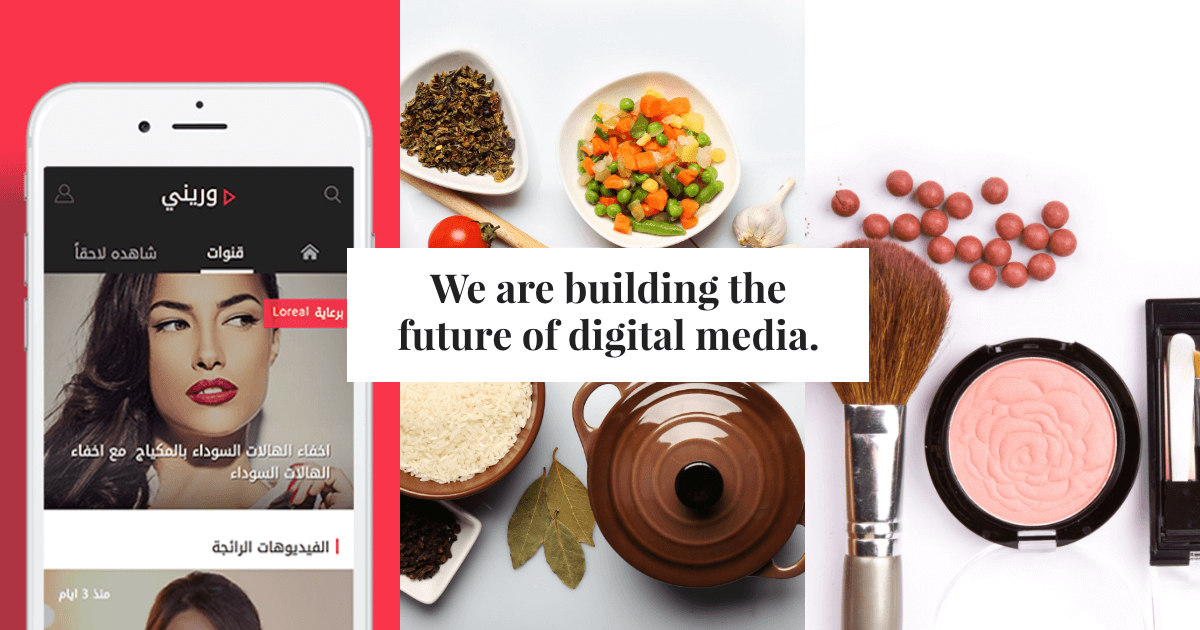 وريني
شاهده لاحقاً
قنوات
برعاية Loreal
اخفاء الهالات السوداء بالمكياج مع اخفاء
الهالات السوداء
الفيديوهات الرائجة
منذ 3 ايام
We are building the
future of digital media.